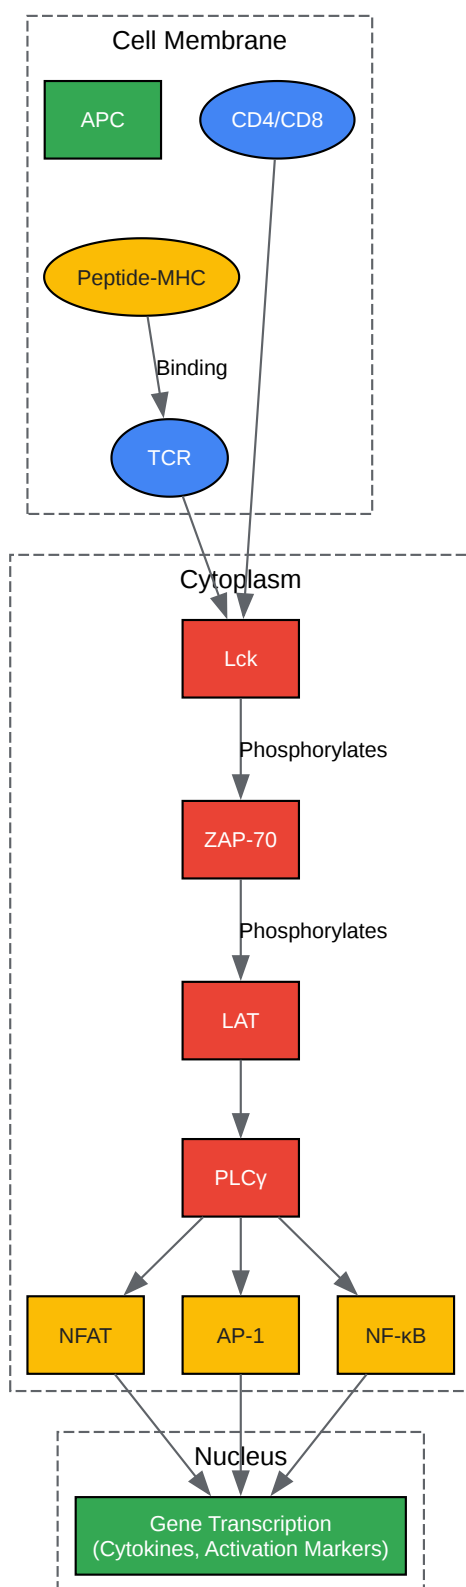 Cell Membrane
APC
CD4/CD8
Peptide-MHC
Binding
TCR
Cytoplasm
Lck
Phosphorylates
ZAP-70
Phosphorylates
LAT
PLCγ
NFAT
AP-1
NF-κB
Nucleus
Gene Transcription
(Cytokines, Activation Markers)